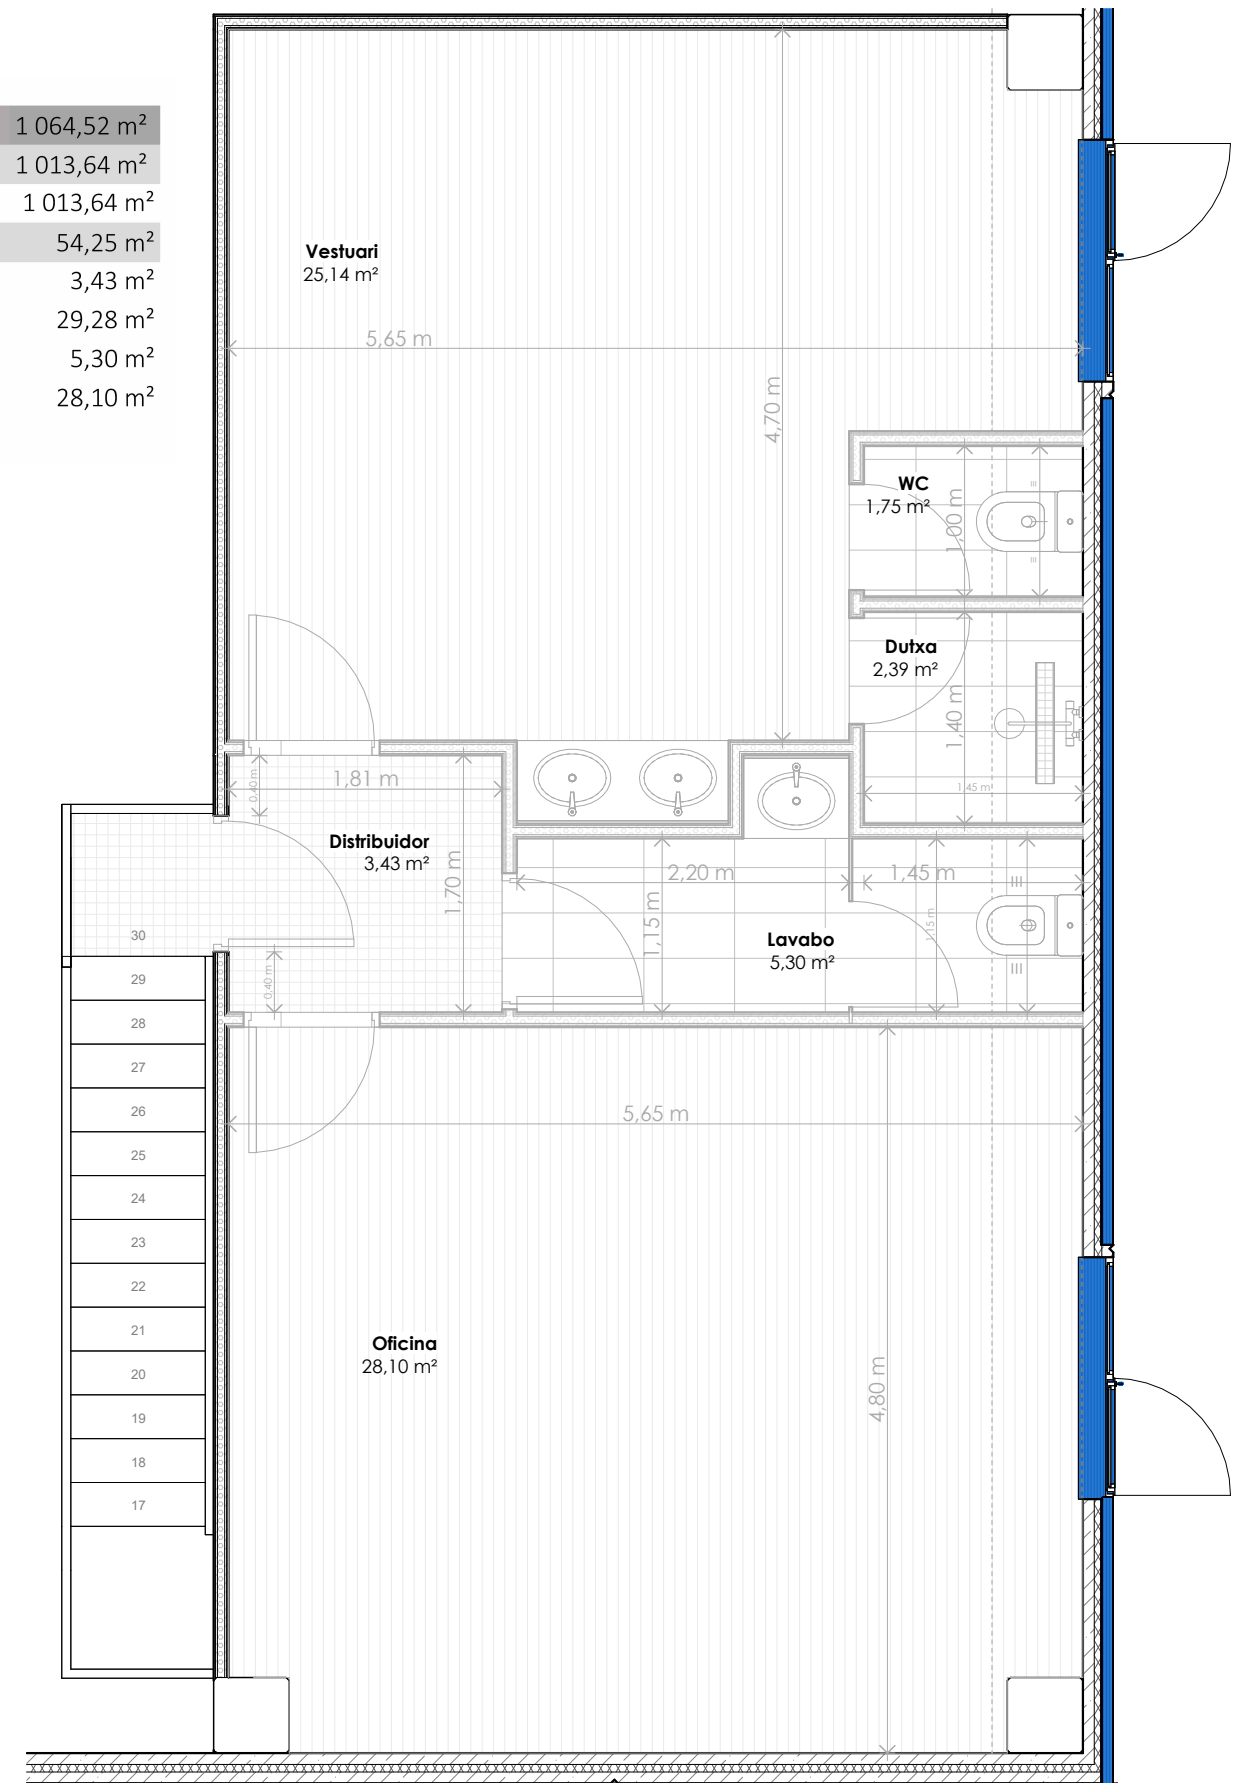 1 064,52 m²
1 013,64 m²
1 013,64 m²
54,25 m²
3,43 m²
29,28 m²
5,30 m²
28,10 m²
Vestuari
25,14 m²
5,65 m
4,70 m
WC
1,75 m²
1,00 m
Dutxa
2,39 m²
1,40 m
1,45 m
0,40 m
1,81 m
Distribuidor
3,43 m²
1,70 m
2,20 m
1,45 m
1,15 m
1,15 m
Lavabo
5,30 m²
0,40 m
30
29
28
27
26
25
24
23
22
21
20
19
18
17
5,65 m
Oficina
28,10 m²
4,80 m